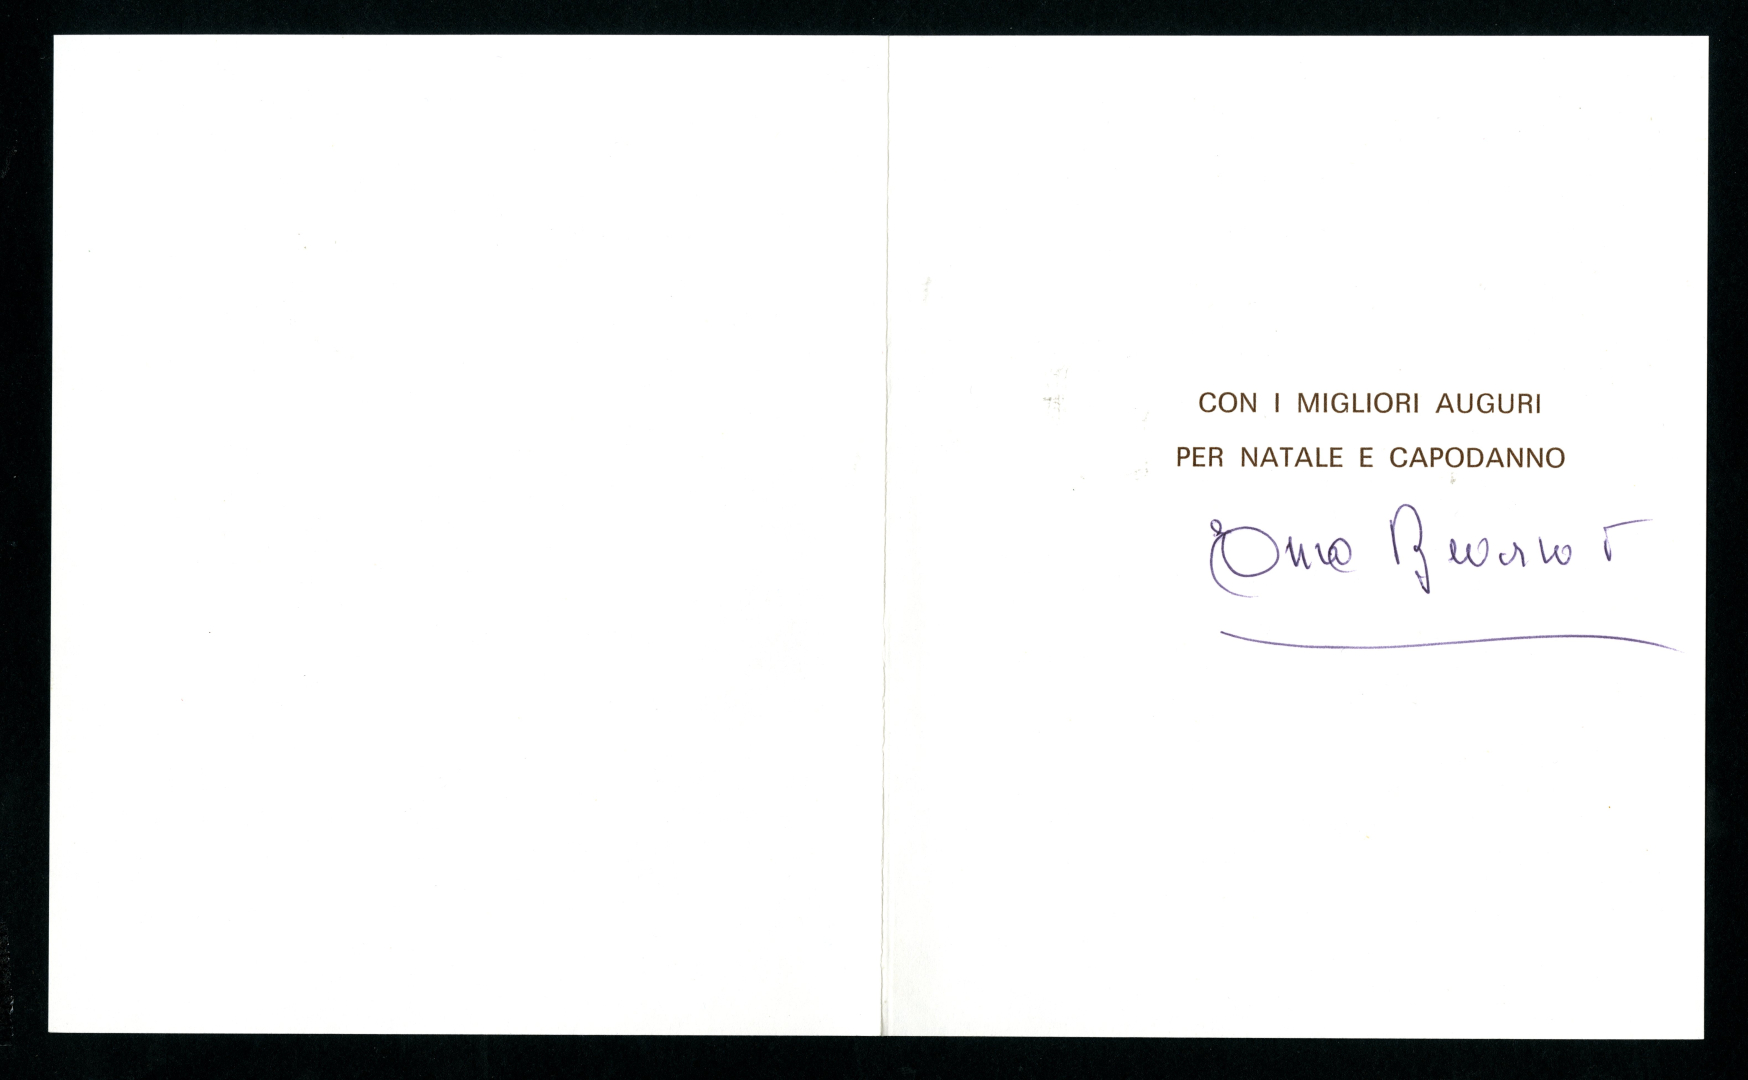 CON I MIGLIORI AUGURI
PER NATALE E CAPODANNO